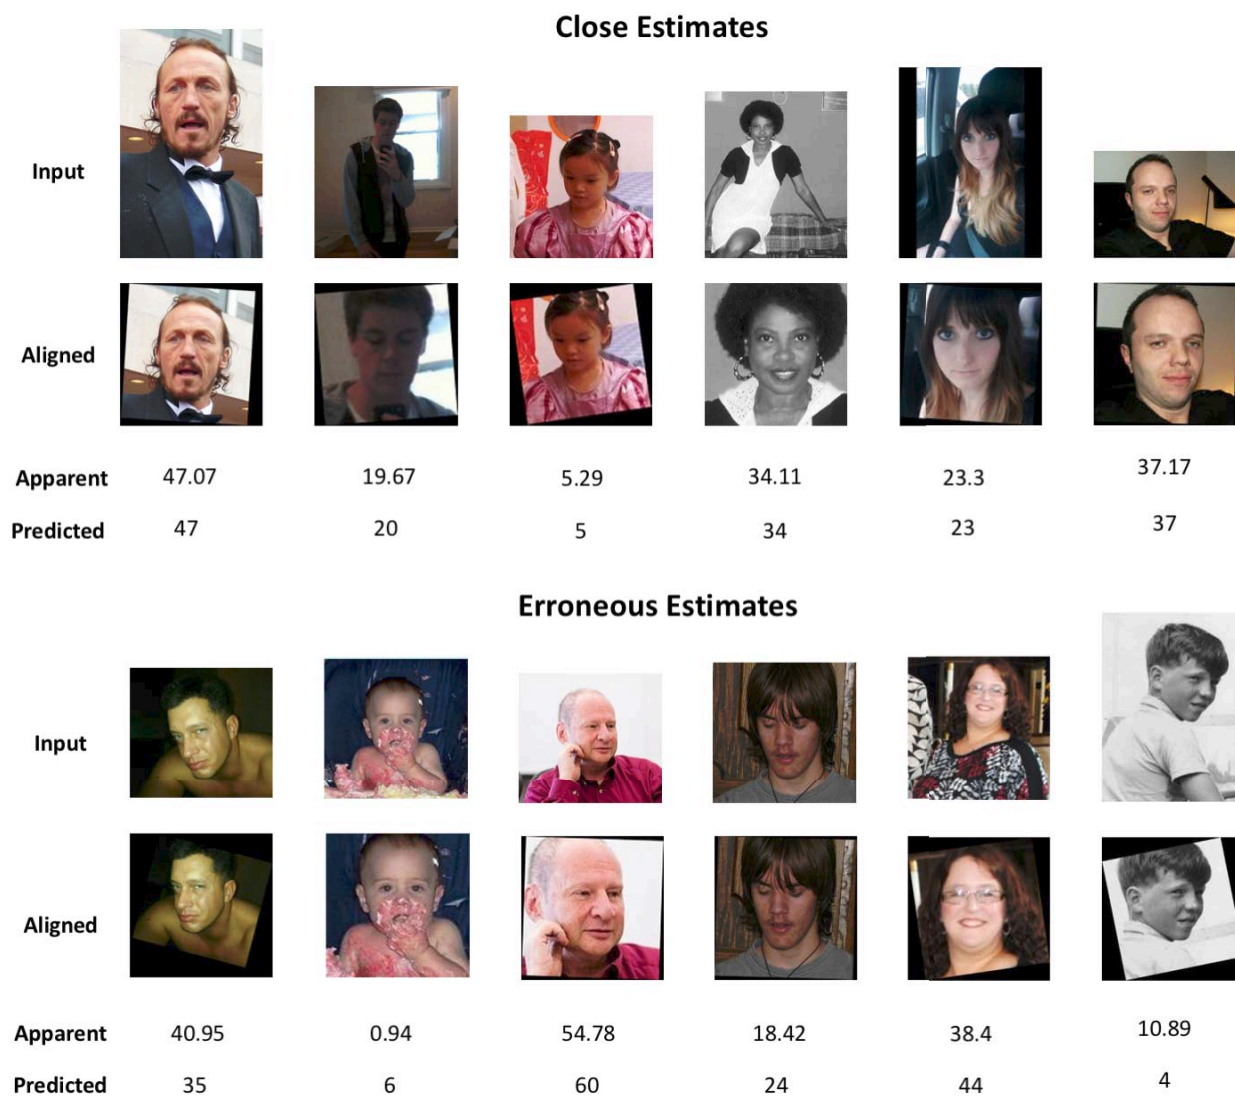 Close Estimates
Input
Aligned
Apparent 47.07 19.67 5.29 34.11 23.3 37.17
Predicted 47 20 5 34 23 37
Erroneous Estimates
Input
Aligned
Apparent 40.95 0.94 54.78 18.42 38.4 10.89
Predicted 35 6 60 24 44 4